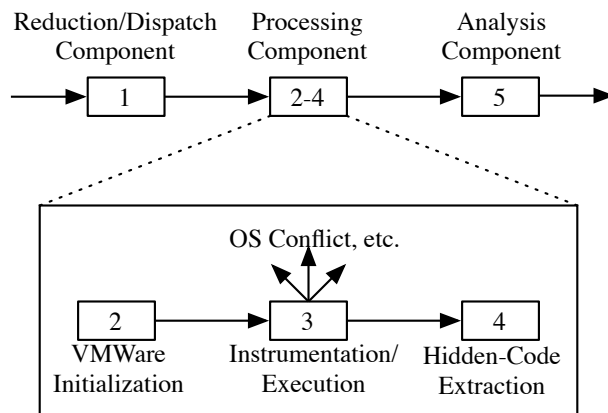 Reduction/Dispatch Component
Processing Component
Analysis Component
1
2-4
5
OS Conflict, etc.
2
3
4
VMWare Initialization
Instrumentation/ Execution
Hidden-Code Extraction